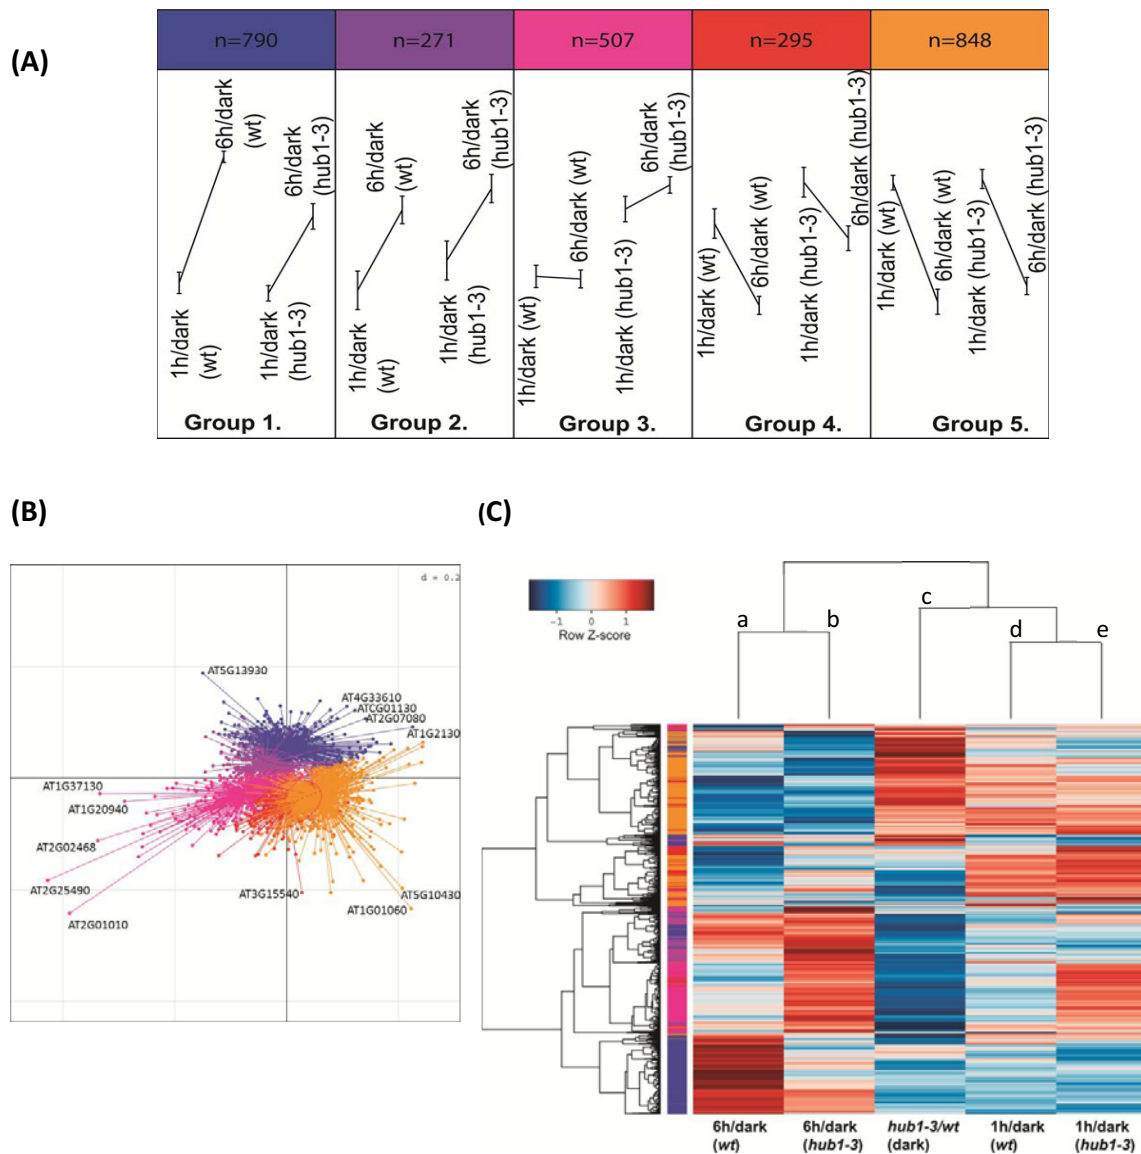 (A)
n=790
n=271
n=507
n=295
n=848
1h/dark
(wt)
6h/dark
(wt)
1h/dark
(hub1-3)
6h/dark
(hub1-3)
Group 1.
1h/dark
(wt)
6h/dark
(wt)
1h/dark
(hub1-3)
6h/dark
(hub1-3)
Group 2.
1h/dark (wt)
6h/dark (wt)
1h/dark (hub1-3)
6h/dark
(hub1-3)
Group 3.
1h/dark (wt)
6h/dark (wt)
1h/dark (hub1-3)
6h/dark (hub1-3)
Group 4.
1h/dark (wt)
6h/dark (wt)
1h/dark (hub1-3)
6h/dark (hub1-3)
Group 5.
(B)
d = 0.2
AT5G13930
AT4G33610
ATCG01130
AT2G07080
AT1G2130
AT1G37130
AT1G20940
AT2G02468
AT2G25490
AT2G01010
AT3G15540
AT5G10430
AT1G01060
(C)
-1 0 1
Row Z-score
a
b
c
d
e
6h/dark
(wt)
6h/dark
(hub1-3)
hub1-3/wt
(dark)
1h/dark
(wt)
1h/dark
(hub1-3)